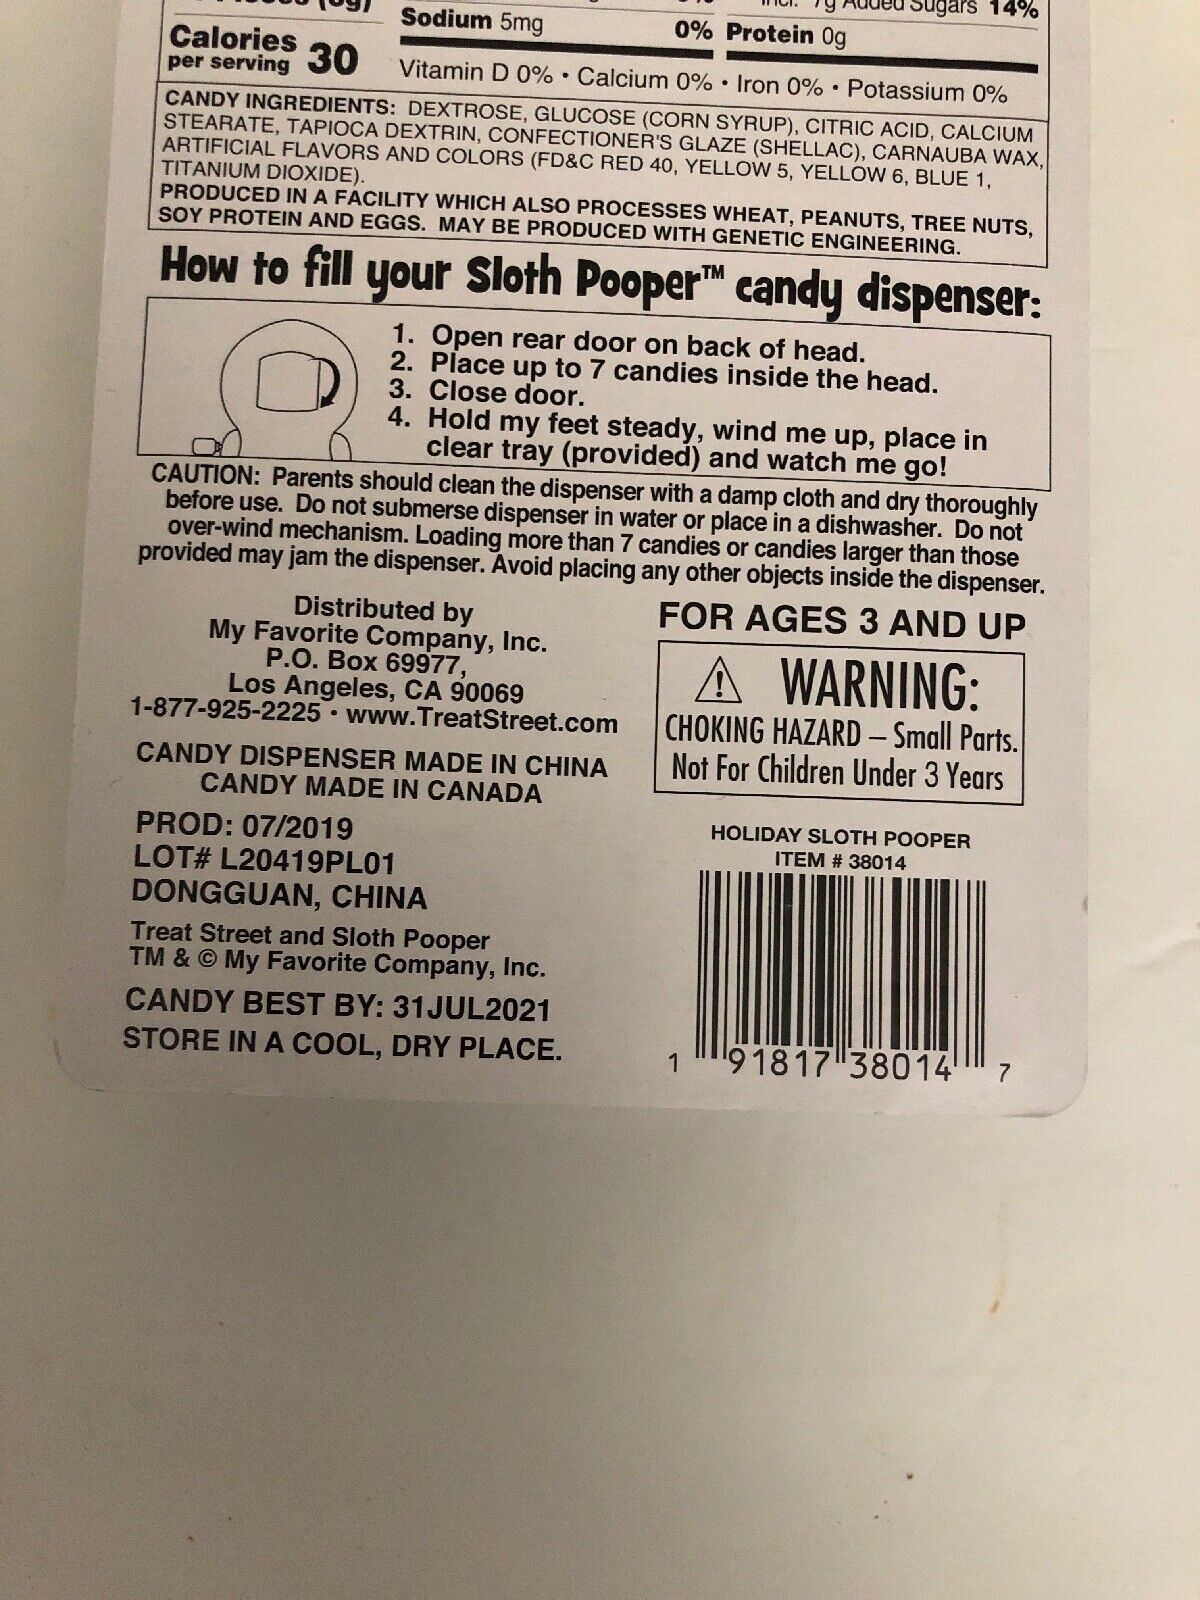 Incl. 7g Added Sugars 14%
Sodium 5mg 0% Protein 0g
Calories
per serving 30
Vitamin D 0% • Calcium 0% • Iron 0% • Potassium 0%
CANDY INGREDIENTS: DEXTROSE, GLUCOSE (CORN SYRUP), CITRIC ACID, CALCIUM
STEARATE, TAPIOCA DEXTRIN, CONFECTIONER'S GLAZE (SHELLAC), CARNAUBA WAX,
ARTIFICIAL FLAVORS AND COLORS (FD&C RED 40, YELLOW 5, YELLOW 6, BLUE 1,
TITANIUM DIOXIDE).
PRODUCED IN A FACILITY WHICH ALSO PROCESSES WHEAT, PEANUTS, TREE NUTS,
SOY PROTEIN AND EGGS. MAY BE PRODUCED WITH GENETIC ENGINEERING.
How to fill your Sloth Pooper™ candy dispenser:
1. Open rear door on back of head.
2. Place up to 7 candies inside the head.
3. Close door.
4. Hold my feet steady, wind me up, place in
clear tray (provided) and watch me go!
CAUTION: Parents should clean the dispenser with a damp cloth and dry thoroughly
before use. Do not submerse dispenser in water or place in a dishwasher. Do not
over-wind mechanism. Loading more than 7 candies or candies larger than those
provided may jam the dispenser. Avoid placing any other objects inside the dispenser.
Distributed by
My Favorite Company, Inc.
P.O. Box 69977,
Los Angeles, CA 90069
1-877-925-2225 • www.TreatStreet.com
CANDY DISPENSER MADE IN CHINA
CANDY MADE IN CANADA
PROD: 07/2019
LOT# L20419PL01
DONGGUAN, CHINA
Treat Street and Sloth Pooper
TM & © My Favorite Company, Inc.
CANDY BEST BY: 31JUL2021
STORE IN A COOL, DRY PLACE.
FOR AGES 3 AND UP
WARNING:
CHOKING HAZARD – Small Parts.
Not For Children Under 3 Years
HOLIDAY SLOTH POOPER
ITEM # 38014
1 91817 38014 7